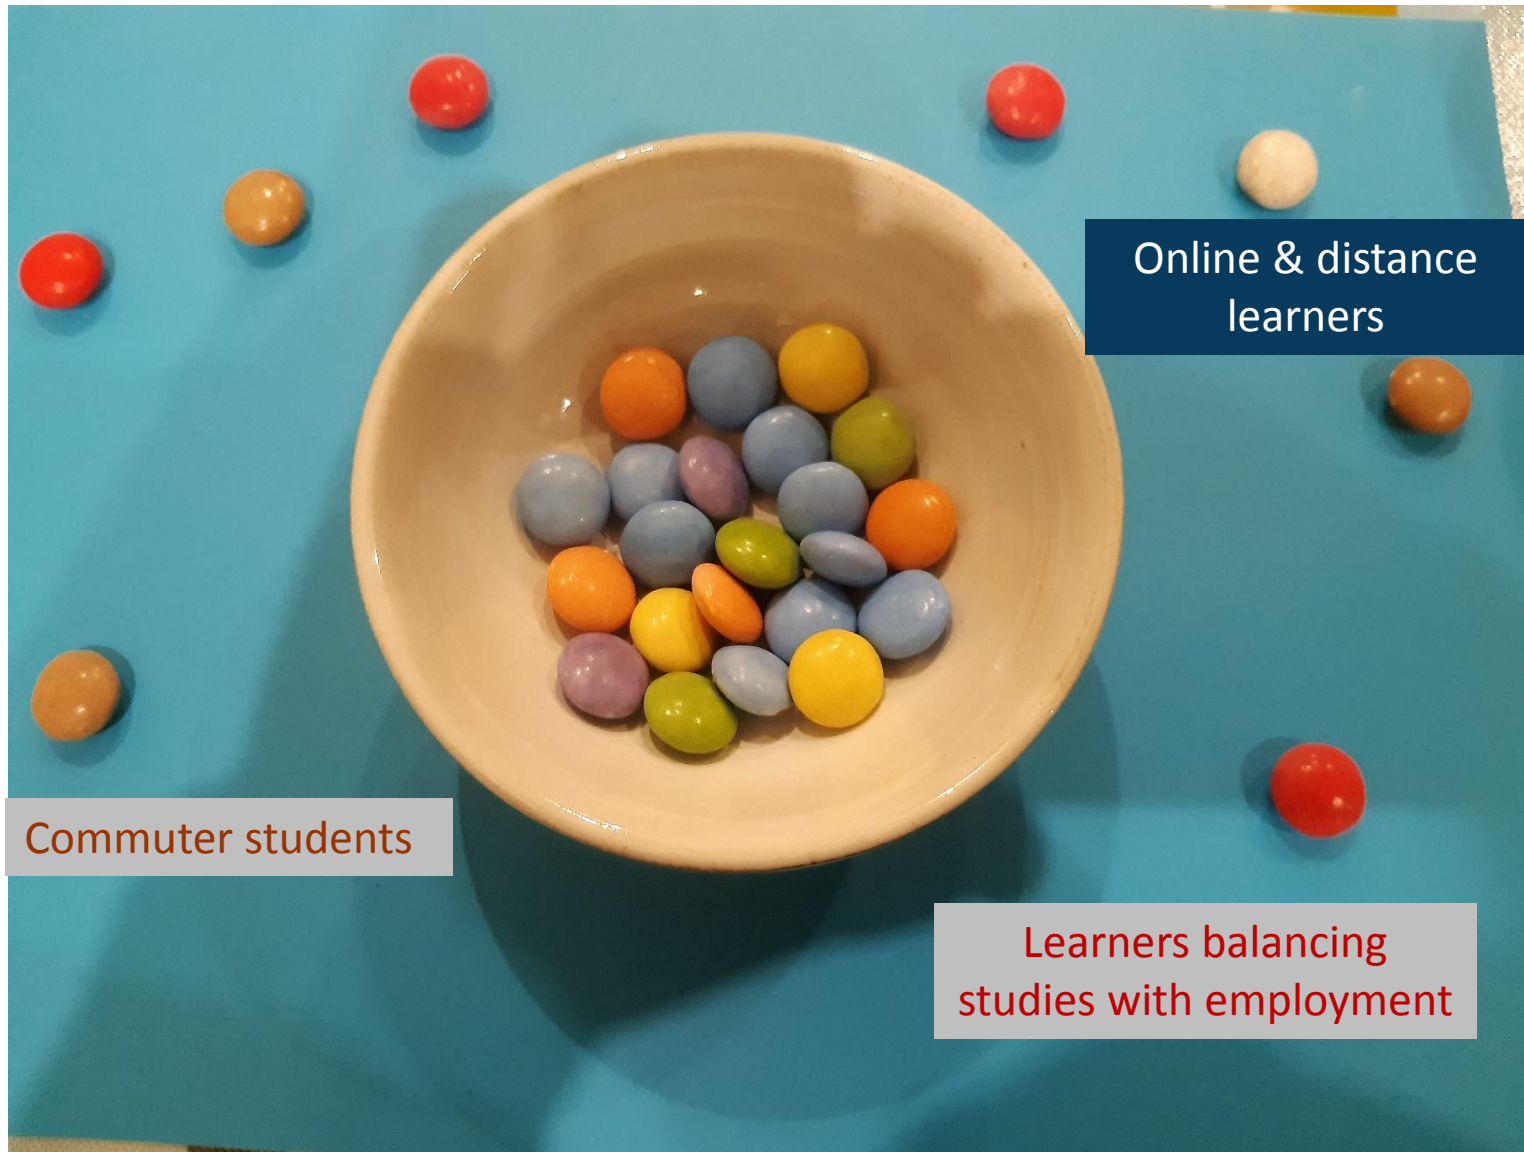 Online & distance
learners
Commuter students
Learners balancing
studies with employment